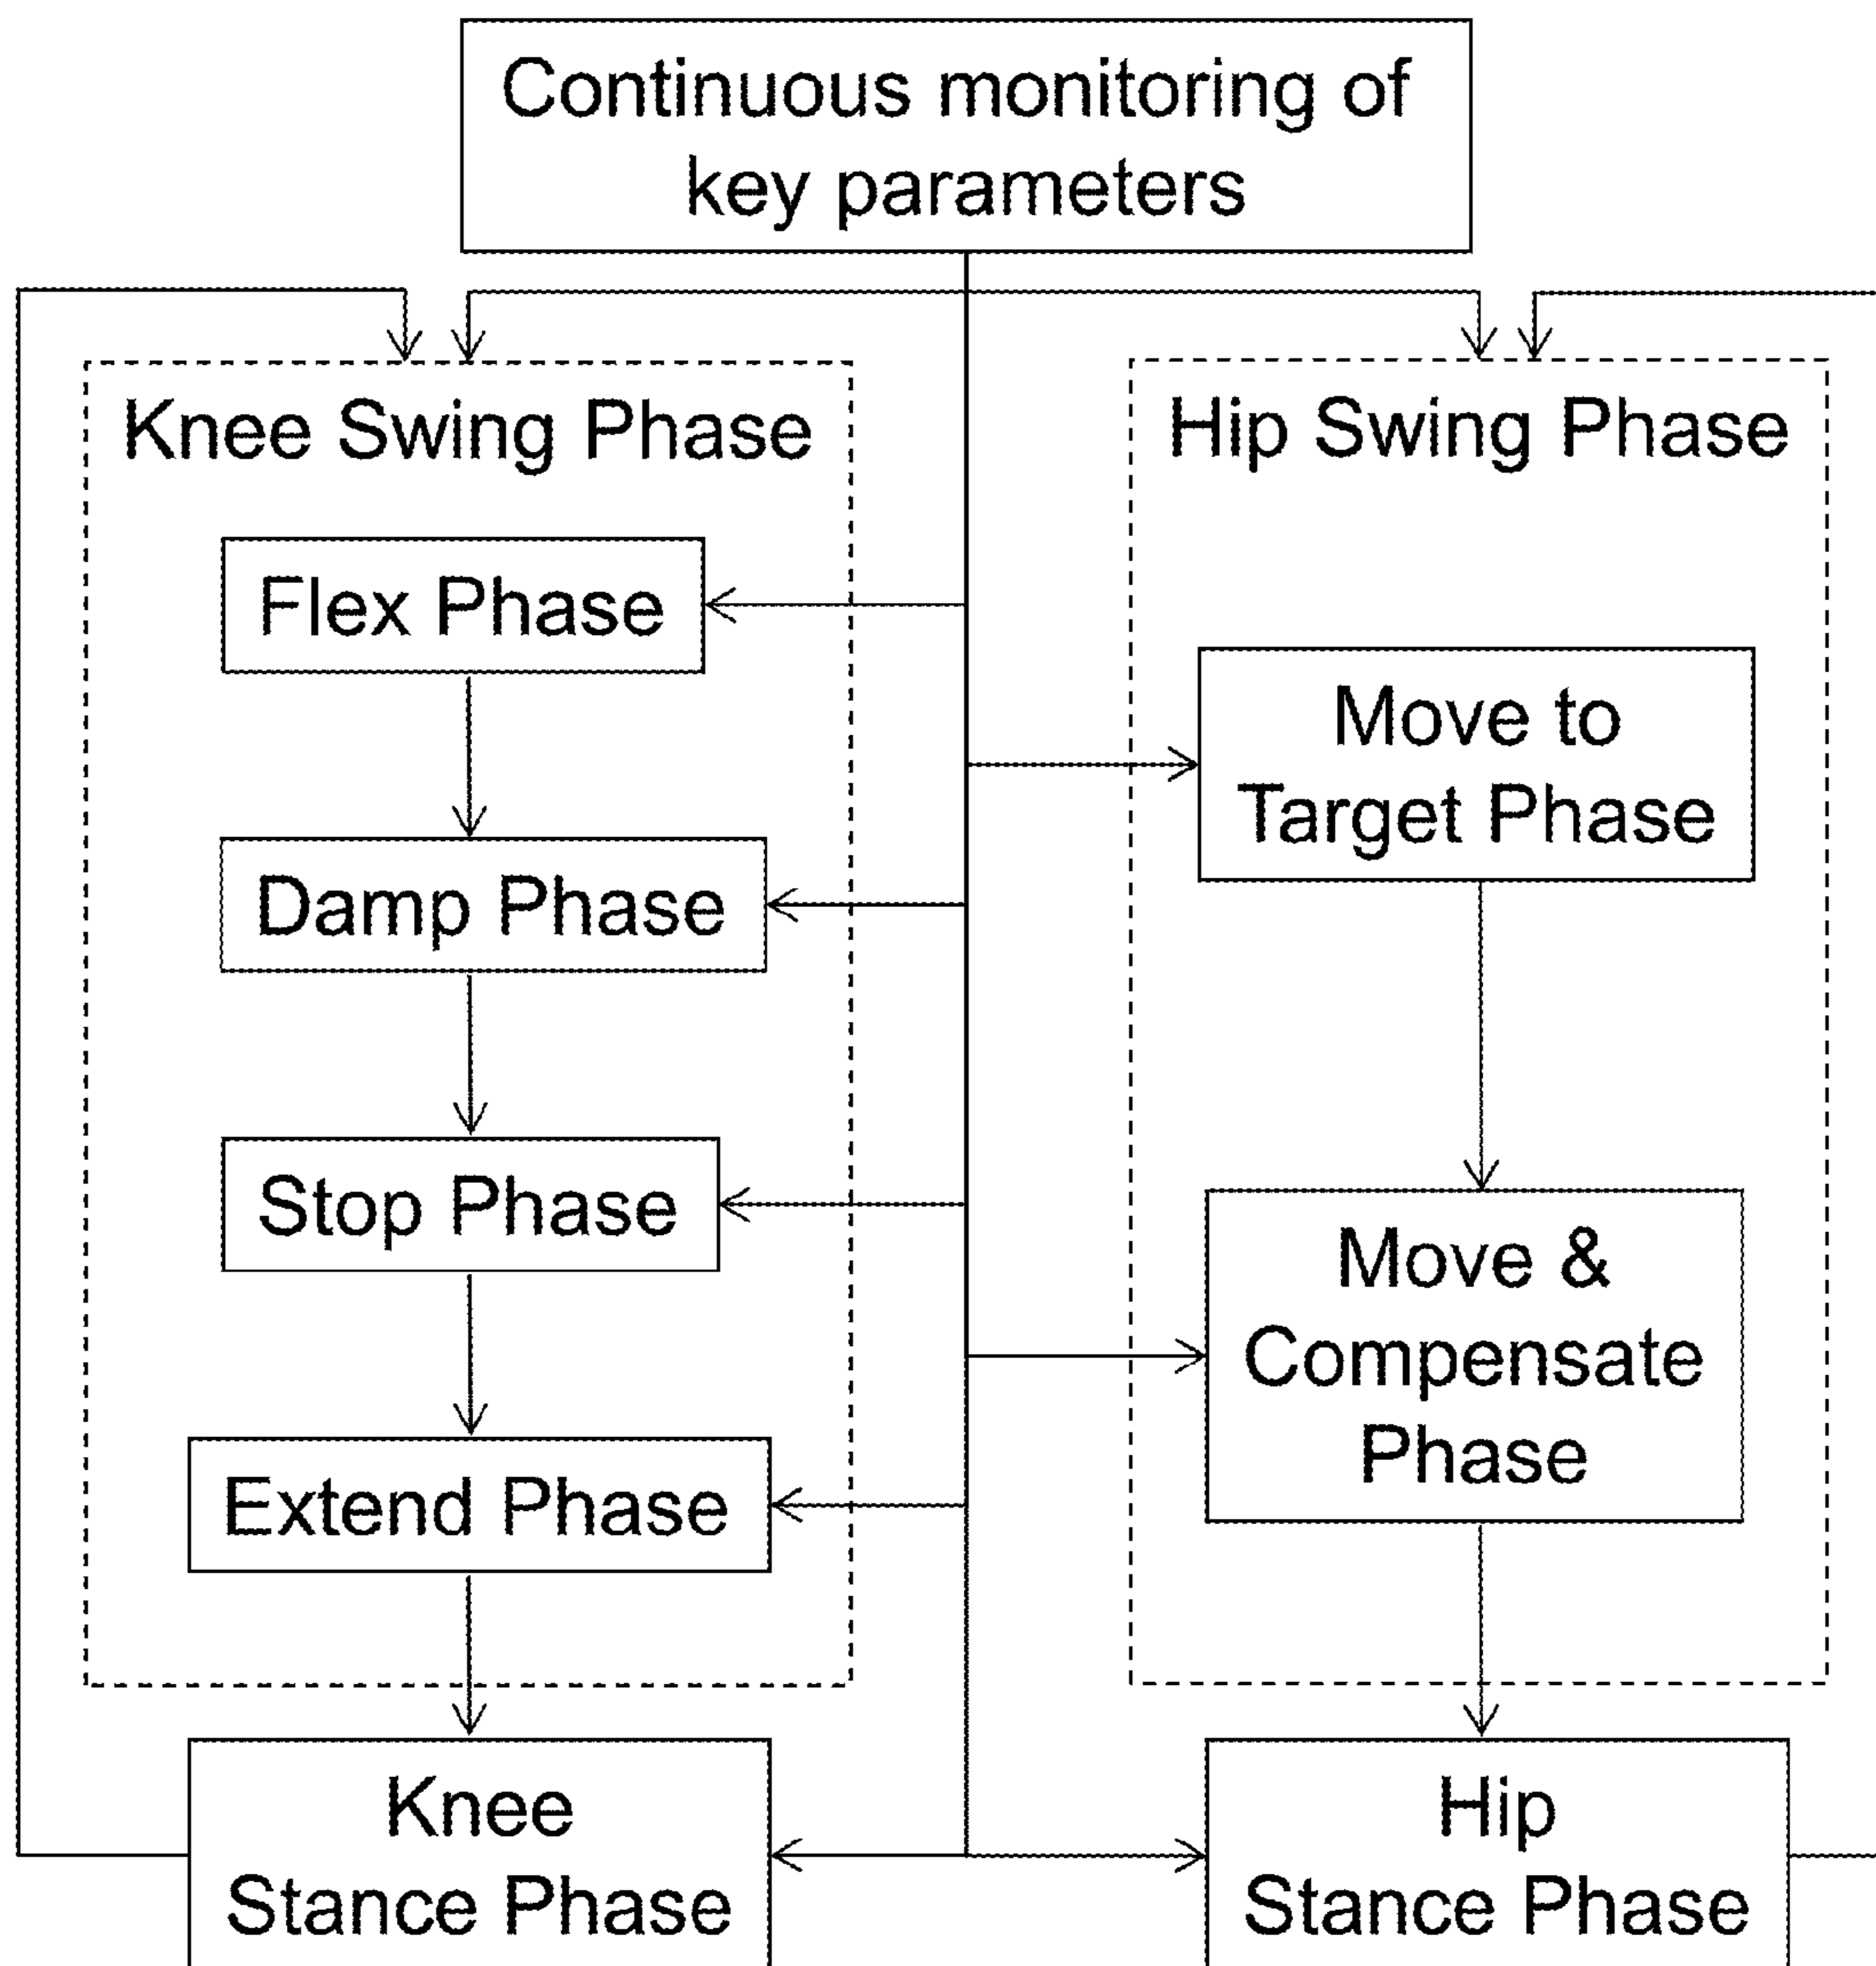 Continuous monitoring of
key parameters
Knee Swing Phase
Flex Phase
Damp Phase
Stop Phase
Extend Phase
Knee
Stance Phase
Hip Swing Phase
Move to
Target Phase
Move &
Compensate
Phase
Hip
Stance Phase